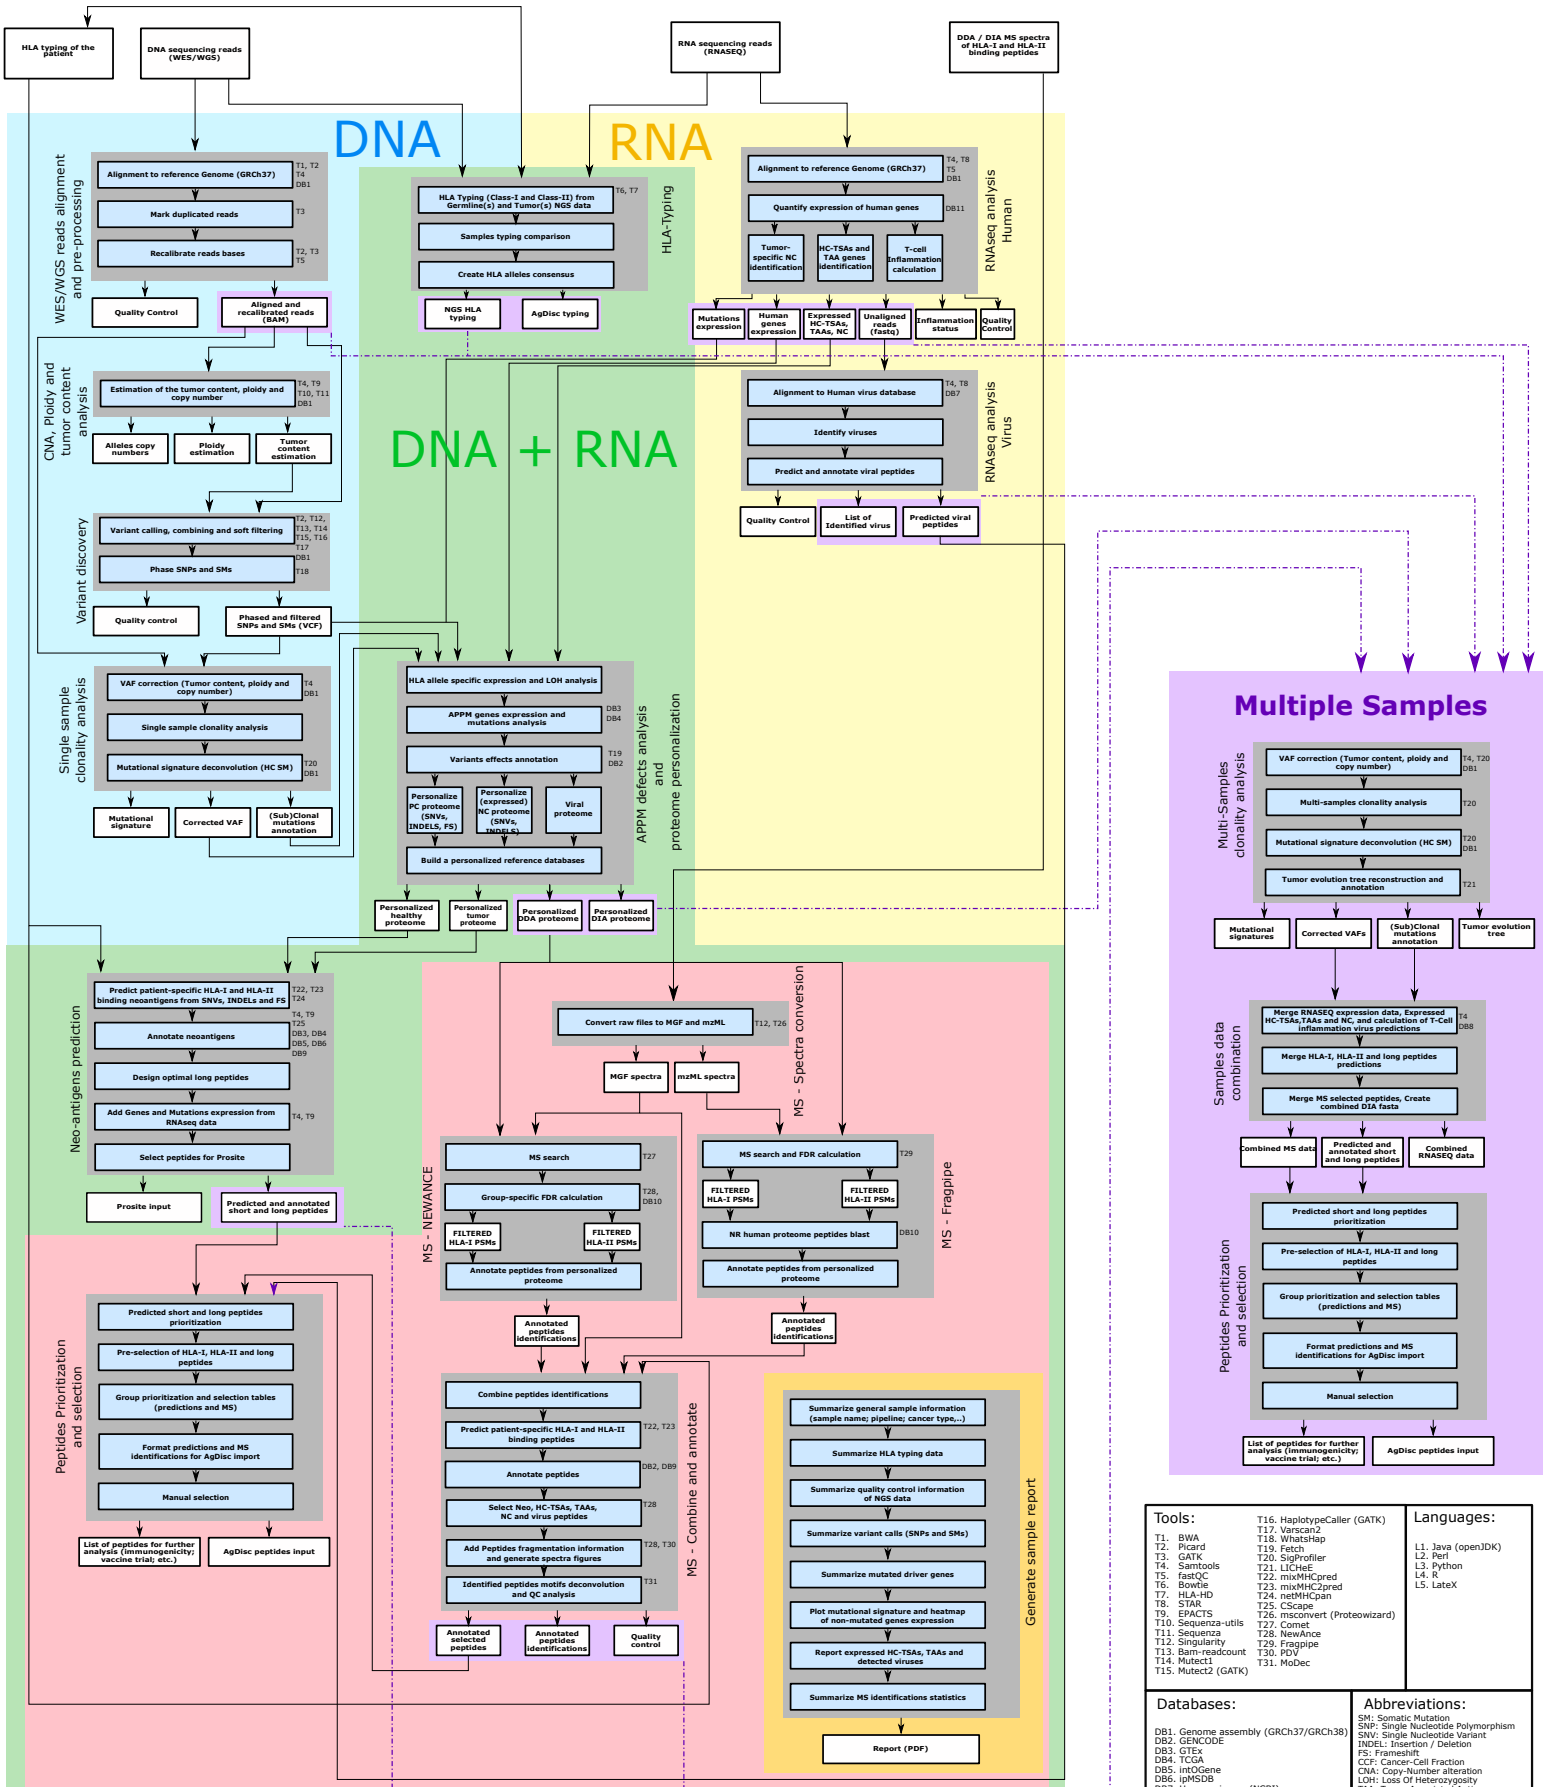 HLA typing of the
patient
DNA sequencing reads
(WES/WGS)
RNA sequencing reads
(RNASEQ)
DDA / DIA MS spectra
of HLA-I and HLA-II
binding peptides
DNA
RNA
DNA + RNA
WES/WGS reads alignment
and pre-processing
Alignment to reference Genome (GRCh37)
T1, T2
T4
DB1
Mark duplicated reads
T3
Recalibrate reads bases
T2, T3
T5
Quality Control
Aligned and
recalibrated reads
(BAM)
HLA-Typing
HLA Typing (Class-I and Class-II) from
Germline(s) and Tumor(s) NGS data
T6, T7
Samples typing comparison
Create HLA alleles consensus
NGS HLA
typing
AgDisc typing
RNAseq analysis
Human
Alignment to reference Genome (GRCh37)
T4, T8
T5
DB1
Quantify expression of human genes
DB11
Tumor-
specific NC
identification
HC-TSAs and
TAA genes
identification
T-cell
Inflammation
calculation
Mutations
expression
Human
genes
expression
Expressed
HC-TSAs,
TAAs, NC
Unaligned
reads
(fastq)
Inflammation
status
Quality
Control
CNA, Ploidy and
tumor content
analysis
Estimation of the tumor content, ploidy and
copy number
T4, T9
T10, T11
DB1
Alleles copy
numbers
Ploidy
estimation
Tumor
content
estimation
RNAseq analysis
Virus
Alignment to Human virus database
T4, T8
DB7
Identify viruses
Predict and annotate viral peptides
Quality Control
List of
Identified virus
Predicted viral
peptides
Variant discovery
Variant calling, combining and soft filtering
T2, T12,
T13, T14
T15, T16
T17
DB1
Phase SNPs and SMs
T18
Quality control
Phased and filtered
SNPs and SMs (VCF)
Single sample
clonality analysis
VAF correction (Tumor content, ploidy and
copy number)
T4
DB1
Single sample clonality analysis
Mutational signature deconvolution (HC SM)
T20
DB1
Mutational
signature
Corrected VAF
(Sub)Clonal
mutations
annotation
APPM defects analysis
and
proteome personalization
HLA allele specific expression and LOH analysis
APPM genes expression and
mutations analysis
DB3
DB4
Variants effects annotation
T19
DB2
Personalize
PC proteome
(SNVs,
INDELS, FS)
Personalize
(expressed)
NC proteome
(SNVs,
INDELS)
Viral
proteome
Build a personalized reference databases
Personalized
healthy
proteome
Personalized
tumor
proteome
Personalized
DDA proteome
Personalized
DIA proteome
Neo-antigens prediction
Predict patient-specific HLA-I and HLA-II
binding neoantigens from SNVs, INDELs and FS
T22, T23
T24
Annotate neoantigens
T4, T9
T25
DB3, DB4
DB5, DB6
DB9
Design optimal long peptides
Add Genes and Mutations expression from
RNAseq data
T4, T9
Select peptides for Prosite
Prosite input
Predicted and annotated
short and long peptides
MS - Spectra conversion
Convert raw files to MGF and mzML
T12, T26
MGF spectra
mzML spectra
MS - NEWANCE
MS search
T27
Group-specific FDR calculation
T28,
DB10
FILTERED
HLA-I PSMs
FILTERED
HLA-II PSMs
Annotate peptides from personalized
proteome
Annotated
peptides
identifications
MS - Fragpipe
MS search and FDR calculation
T29
FILTERED
HLA-I PSMs
FILTERED
HLA-II PSMs
NR human proteome peptides blast
DB10
Annotate peptides from personalized
proteome
Annotated
peptides
identifications
Peptides Prioritization
and selection
Predicted short and long peptides
prioritization
Pre-selection of HLA-I, HLA-II and long
peptides
Group prioritization and selection tables
(predictions and MS)
Format predictions and MS
identifications for AgDisc import
Manual selection
List of peptides for further
analysis (immunogenicity;
vaccine trial; etc.)
AgDisc peptides input
MS - Combine and annotate
Combine peptides identifications
Predict patient-specific HLA-I and HLA-II
binding peptides
T22, T23
Annotate peptides
DB2, DB9
Select Neo, HC-TSAs, TAAs,
NC and virus peptides
T28
Add Peptides fragmentation information
and generate spectra figures
T28, T30
Identified peptides motifs deconvolution
and QC analysis
T31
Annotated
selected
peptides
Annotated
peptides
identifications
Quality
control
Generate sample report
Summarize general sample information
(sample name; pipeline; cancer type,..)
Summarize HLA typing data
Summarize quality control information
of NGS data
Summarize variant calls (SNPs and SMs)
Summarize mutated driver genes
Plot mutational signature and heatmap
of non-mutated genes expression
Report expressed HC-TSAs, TAAs and
detected viruses
Summarize MS identifications statistics
Report (PDF)
Multiple Samples
Multi-Samples
clonality analysis
VAF correction (Tumor content, ploidy and
copy number)
T4, T20
DB1
Multi-samples clonality analysis
T20
Mutational signature deconvolution (HC SM)
T20
DB1
Tumor evolution tree reconstruction and
annotation
T21
Mutational
signatures
Corrected VAFs
(Sub)Clonal
mutations
annotation
Tumor evolution
tree
Samples data
combination
Merge RNASEQ expression data, Expressed
HC-TSAs,TAAs and NC, and calculation of T-Cell
inflammation virus predictions
T4
DB8
Merge HLA-I, HLA-II and long peptides
predictions
Merge MS selected peptides, Create
combined DIA fasta
Combined MS data
Predicted and
annotated short
and long peptides
Combined
RNASEQ data
Peptides Prioritization
and selection
Predicted short and long peptides
prioritization
Pre-selection of HLA-I, HLA-II and long
peptides
Group prioritization and selection tables
(predictions and MS)
Format predictions and MS
identifications for AgDisc import
Manual selection
List of peptides for further
analysis (immunogenicity;
vaccine trial; etc.)
AgDisc peptides input
Tools:
T1. BWA
T2. Picard
T3. GATK
T4. Samtools
T5. fastQC
T6. Bowtie
T7. HLA-HD
T8. STAR
T9. EPACTS
T10. Sequenza-utils
T11. Sequenza
T12. Singularity
T13. Bam-readcount
T14. Mutect1
T15. Mutect2 (GATK)
T16. HaplotypeCaller (GATK)
T17. Varscan2
T18. WhatsHap
T19. Fetch
T20. SigProfiler
T21. LICHeE
T22. mixMHCpred
T23. mixMHC2pred
T24. netMHCpan
T25. CScape
T26. msconvert (Proteowizard)
T27. Comet
T28. NewAnce
T29. Fragpipe
T30. PDV
T31. MoDec
Languages:
L1. Java (openJDK)
L2. Perl
L3. Python
L4. R
L5. LateX
Databases:
DB1. Genome assembly (GRCh37/GRCh38)
DB2. GENCODE
DB3. GTEx
DB4. TCGA
DB5. intOGene
DB6. ipMSDB
Abbreviations:
SM: Somatic Mutation
SNP: Single Nucleotide Polymorphism
SNV: Single Nucleotide Variant
INDEL: Insertion / Deletion
FS: Frameshift
CCF: Cancer-Cell Fraction
CNA: Copy-Number alteration
LOH: Loss Of Heterozygosity